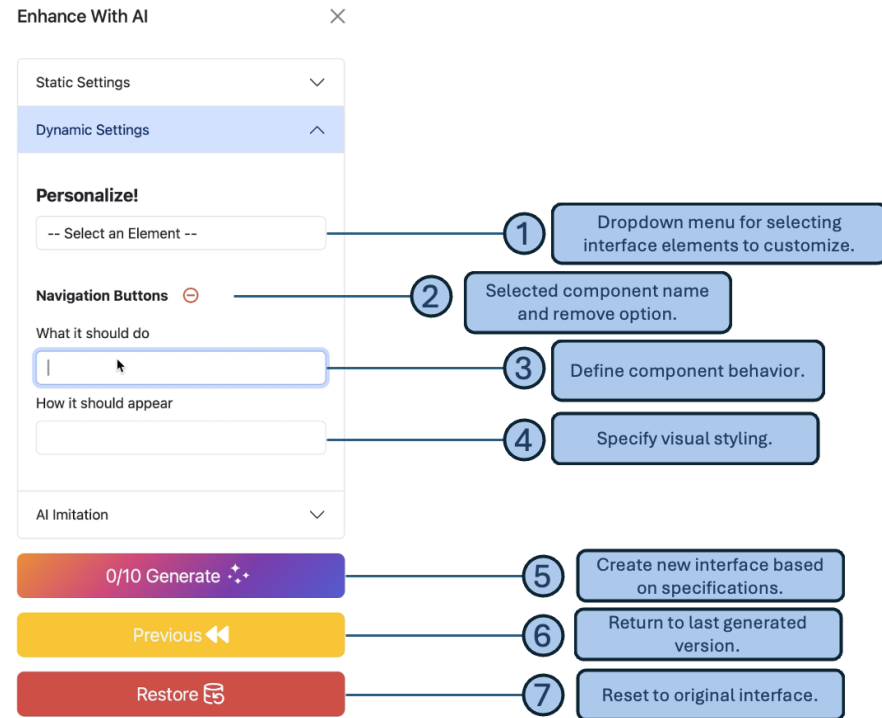 Enhance With AI
Static Settings
Dynamic Settings
Personalize!
-- Select an Element --
1
Dropdown menu for selecting
interface elements to customize.
Navigation Buttons
2
Selected component name
and remove option.
What it should do
3
Define component behavior.
How it should appear
4
Specify visual styling.
AI Imitation
0/10 Generate
5
Create new interface based
on specifications.
Previous
6
Return to last generated
version.
Restore
7
Reset to original interface.